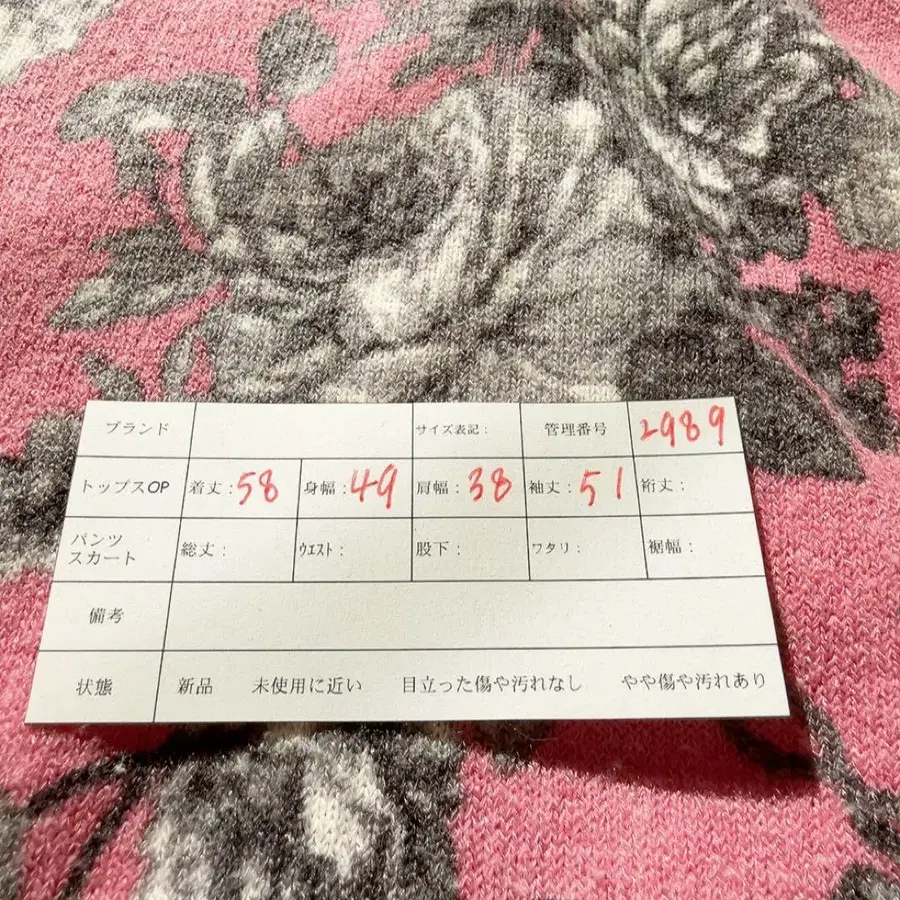 ブランド サイズ表記： 管理番号 2989
トップスOP 着丈：58 身幅：49 肩幅：38 袖丈：51 裄丈：
パンツ
スカート 総丈： ウエスト： 股下： ワタリ： 裾幅：
備考
状態 新品 未使用に近い 目立った傷や汚れなし やや傷や汚れあり